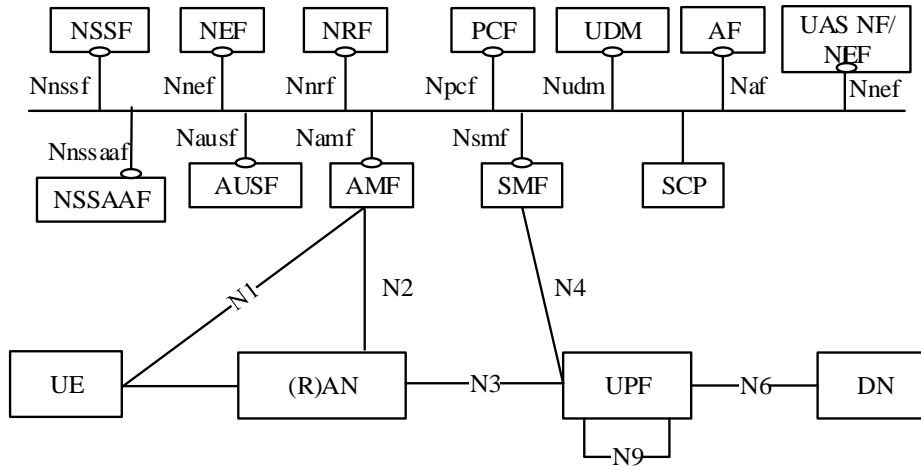 NSSF
NEF
NRF
PCF
UDM
AF
UAS NF/
NEF
Nnssf
Nnef
Nnrf
Npcf
Nudm
Naf
Nnef
Nnssaaf
Nausf
Namf
Nsmf
NSSAAF
AUSF
AMF
SMF
SCP
N1
N2
N4
UE
(R)AN
N3
UPF
N6
DN
N9